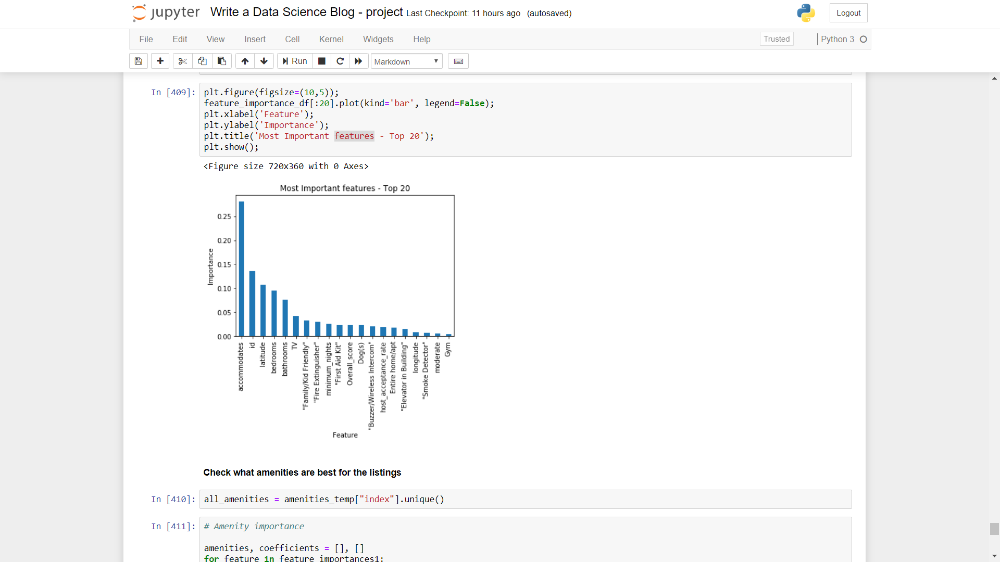 jupyter Write a Data Science Blog - project Last Checkpoint: 11 hours ago (autosaved) Logout
File Edit View Insert Cell Kernel Widgets Help Trusted Python 3
Run Markdown
In [409]: plt.figure(figsize=(10,5));
feature_importance_df[:20].plot(kind='bar', legend=False);
plt.xlabel('Feature');
plt.ylabel('Importance');
plt.title('Most Important features - Top 20');
plt.show();
<Figure size 720x360 with 0 Axes>
Most Important features - Top 20
0.25
0.20
0.15
0.10
0.05
0.00
Importance
accommodates
id
latitude
bedrooms
bathrooms
TV
"Family/Kid Friendly"
"Fire Extinguisher"
minimum_nights
"First Aid Kit"
Overall_score
Dog(s)
"Buzzer/Wireless Intercom"
host_acceptance_rate
Entire home/apt
"Elevator in Building"
longitude
"Smoke Detector"
moderate
Gym
Feature
Check what amenities are best for the listings
In [410]: all_amenities = amenities_temp["index"].unique()
In [411]: # Amenity importance
amenities, coefficients = [], []
for feature in feature_importances1: